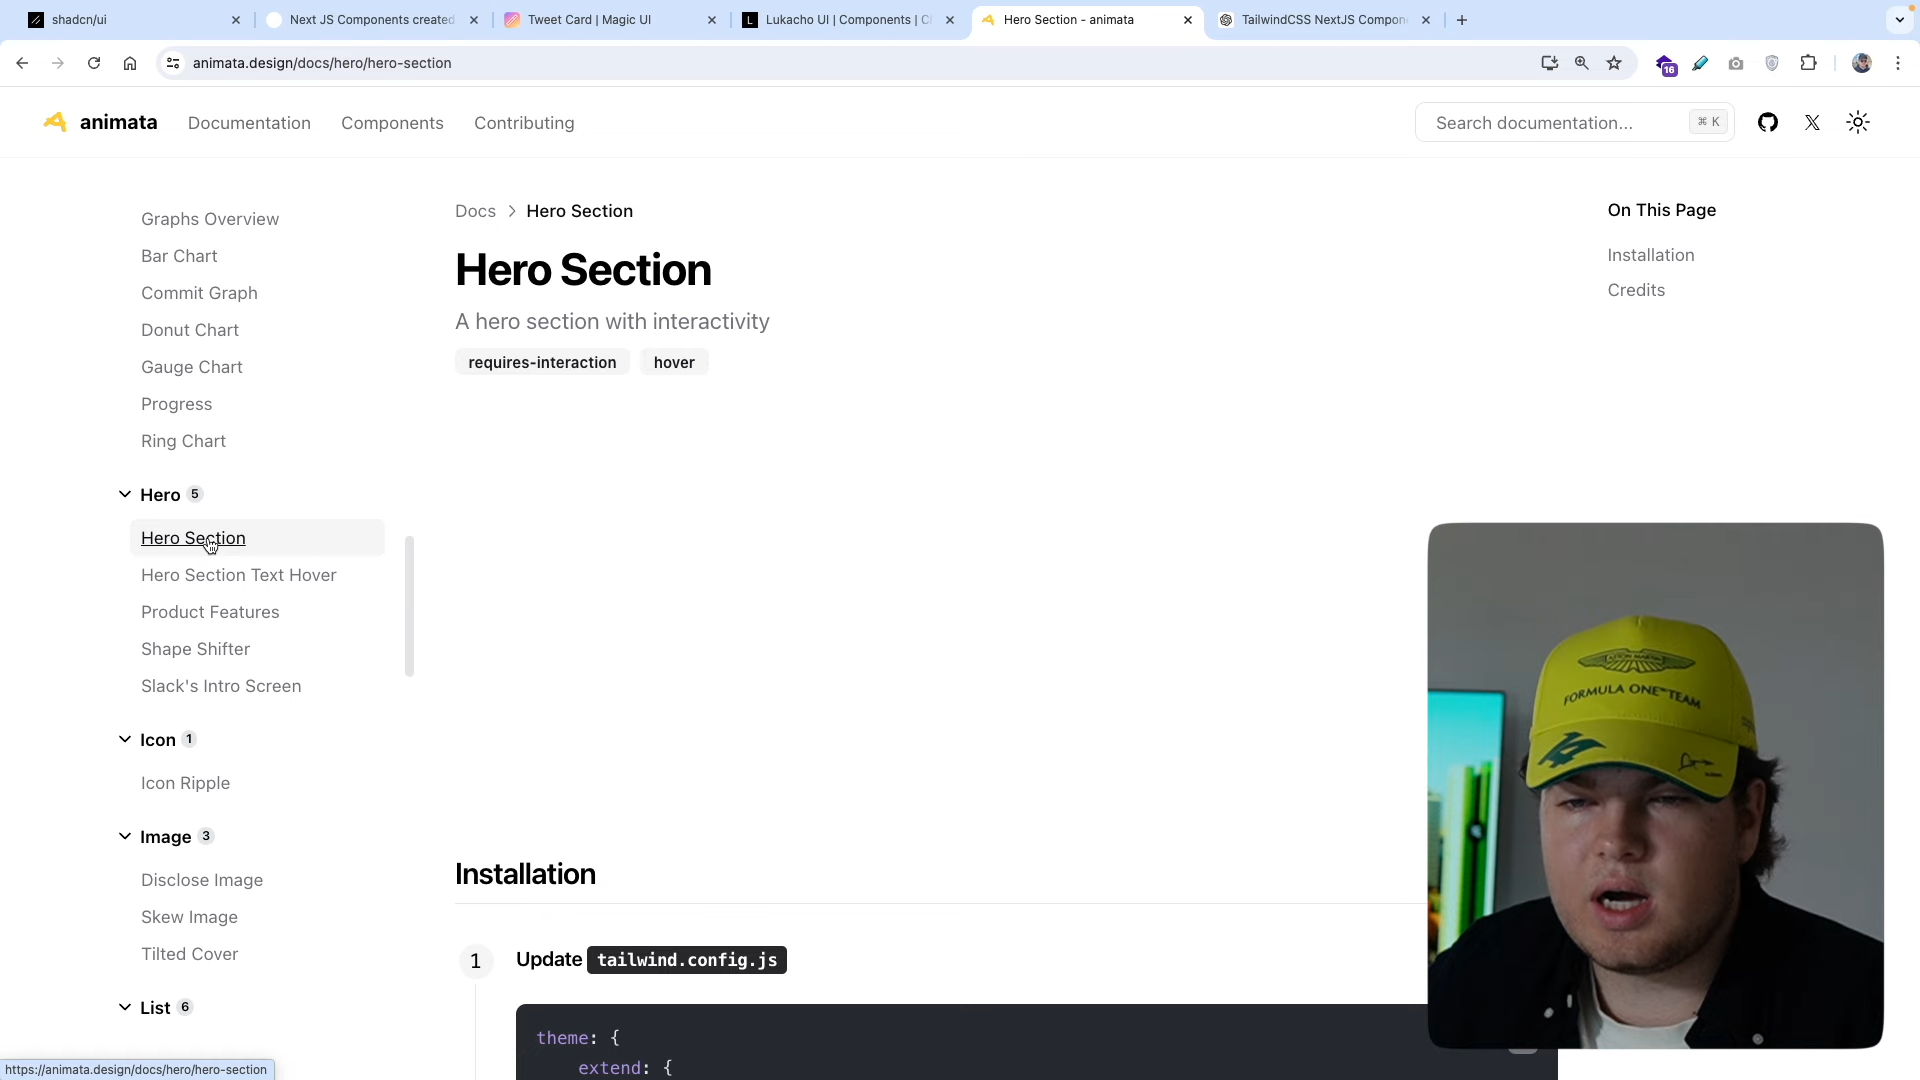 shadcn/ui
Next JS Components created
Tweet Card | Magic UI
Lukacho UI | Components | C
Hero Section - animata
TailwindCSS NextJS Compon
animata.design/docs/hero/hero-section
16
animata
Documentation
Components
Contributing
Search documentation...
⌘ K
Graphs Overview
Bar Chart
Commit Graph
Donut Chart
Gauge Chart
Progress
Ring Chart
Hero 5
Hero Section
Hero Section Text Hover
Product Features
Shape Shifter
Slack's Intro Screen
Icon 1
Icon Ripple
Image 3
Disclose Image
Skew Image
Tilted Cover
List 6
Docs > Hero Section
Hero Section
A hero section with interactivity
requires-interaction
hover
Installation
1
Update tailwind.config.js
theme: {
extend: {
On This Page
Installation
Credits
ASTON MARTIN
FORMULA ONE™ TEAM
14
https://animata.design/docs/hero/hero-section